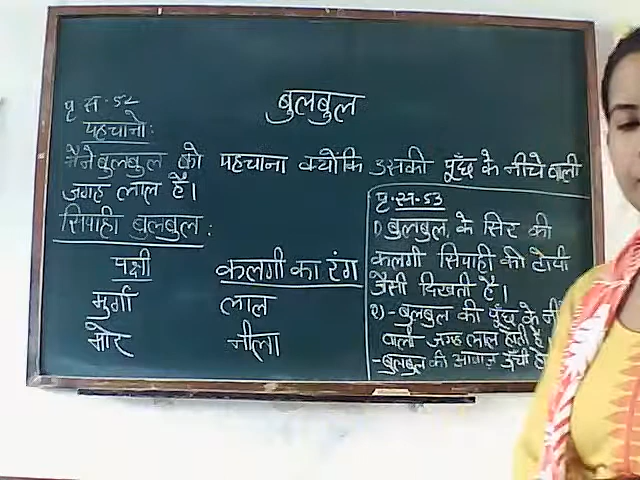 बुलबुल
पृ.स.-52
पहचानो:
मैने बुलबुल को पहचाना क्योंकि उसकी पूँछ के नीचे वाली
जगह लाल है।
सिपाही बुलबुल:
पक्षी कलगी का रंग
मुर्गा लाल
मोर नीला
पृ.स.-53
1) बुलबुल के सिर की
कलगी सिपाही की टोपी
जैसी दिखती है।
2) - बुलबुल की पूँछ के
वाली जगह लाल होती है।
- बुलबुल की आवाज़ ऊँची